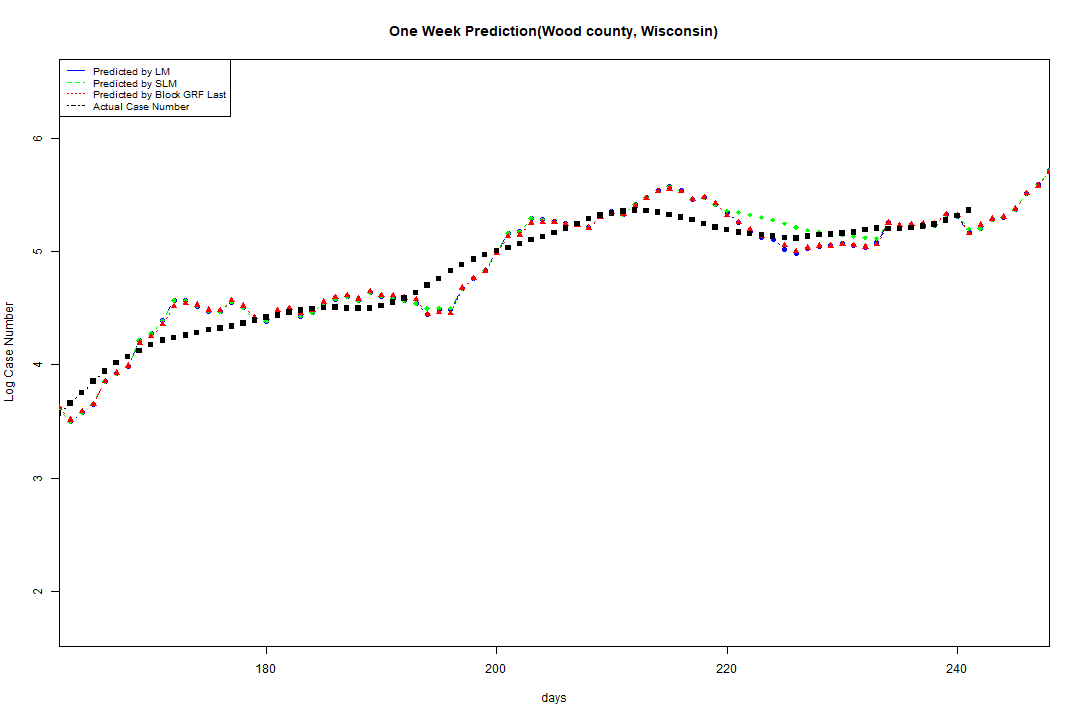 One Week Prediction(Wood county, Wisconsin)
Predicted by LM
Predicted by SLM
Predicted by Block GRF Last
Actual Case Number
6
5
4
3
2
Log Case Number
180 200 220 240
days